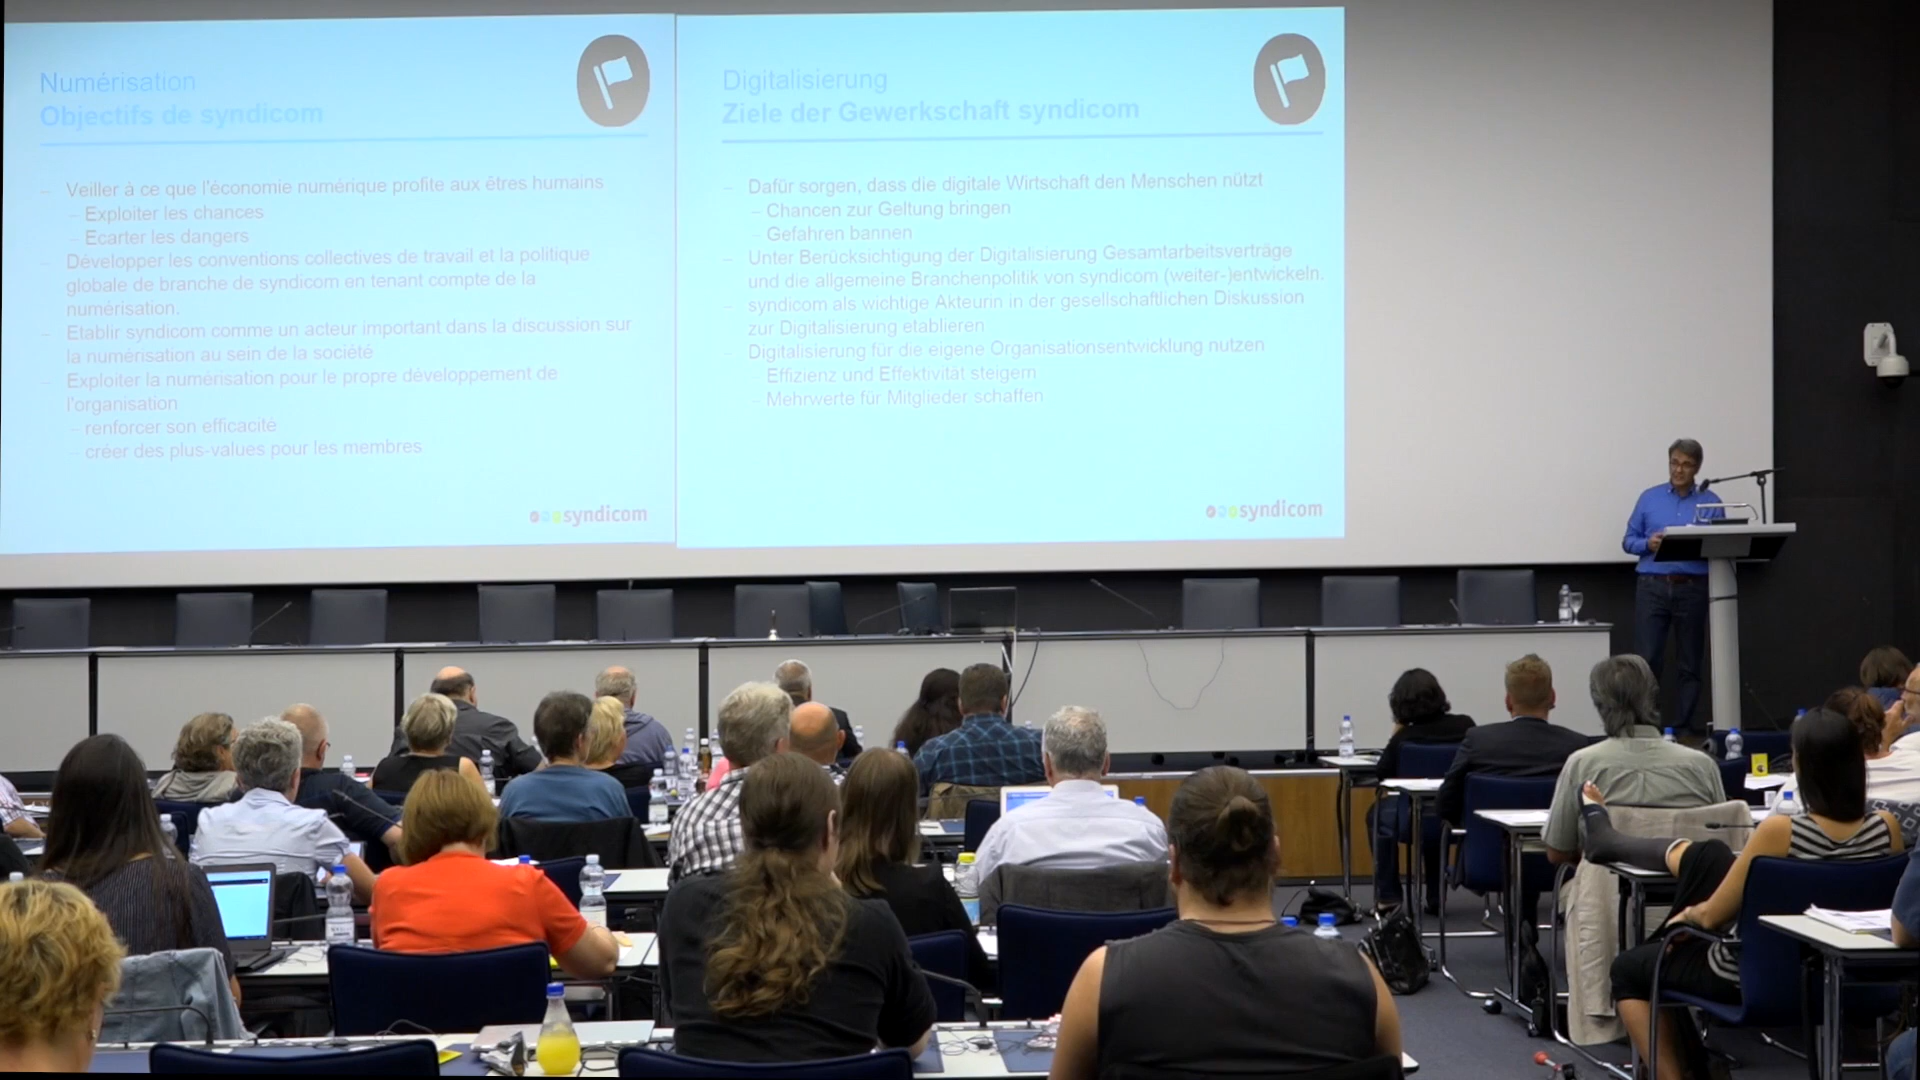 Numérisation
Objectifs de syndicom
– Veiller à ce que l'économie numérique profite aux êtres humains
– Exploiter les chances
– Ecarter les dangers
– Développer les conventions collectives de travail et la politique
globale de branche de syndicom en tenant compte de la
numérisation.
– Etablir syndicom comme un acteur important dans la discussion sur
la numérisation au sein de la société
– Exploiter la numérisation pour le propre développement de
l'organisation
– renforcer son efficacité
– créer des plus-values pour les membres
syndicom
Digitalisierung
Ziele der Gewerkschaft syndicom
– Dafür sorgen, dass die digitale Wirtschaft den Menschen nützt
– Chancen zur Geltung bringen
– Gefahren bannen
– Unter Berücksichtigung der Digitalisierung Gesamtarbeitsverträge
und die allgemeine Branchenpolitik von syndicom (weiter-)entwickeln.
– syndicom als wichtige Akteurin in der gesellschaftlichen Diskussion
zur Digitalisierung etablieren
– Digitalisierung für die eigene Organisationsentwicklung nutzen
– Effizienz und Effektivität steigern
– Mehrwerte für Mitglieder schaffen
syndicom